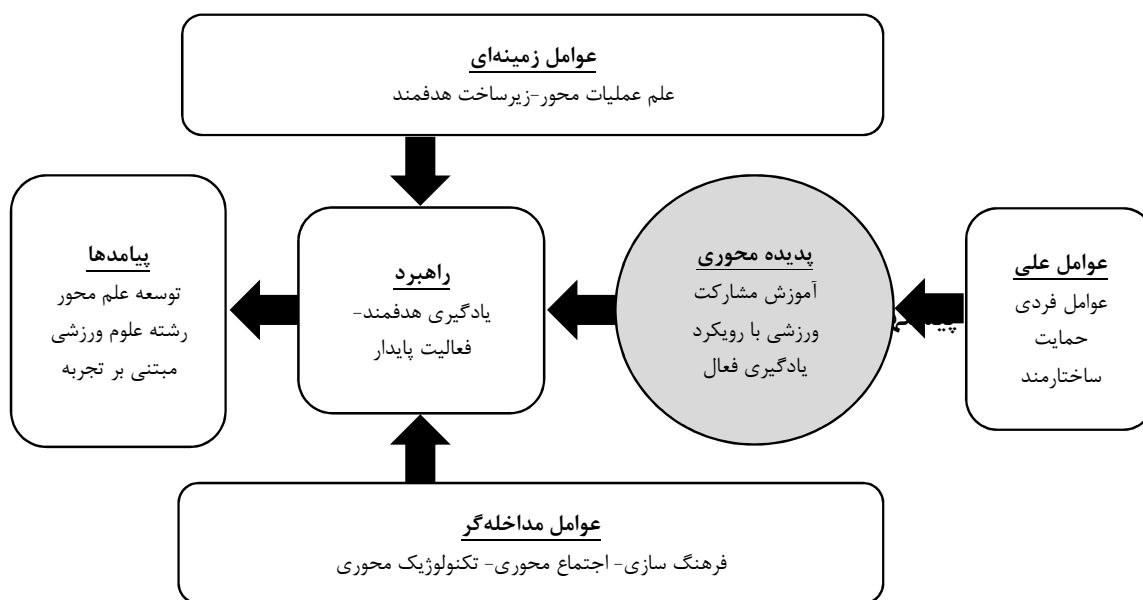 عوامل زمینه‌ای
علم عملیات محور-زیرساخت هدفمند
عوامل علی
عوامل فردی
حمایت
ساختارمند
پدیده محوری
آموزش مشارکت
ورزشی با رویکرد
یادگیری فعال
راهبرد
یادگیری هدفمند-
فعالیت پایدار
پیامدها
توسعه علم محور
رشته علوم ورزشی
مبتنی بر تجربه
عوامل مداخله‌گر
فرهنگ سازی- اجتماع محوری- تکنولوژیک محوری